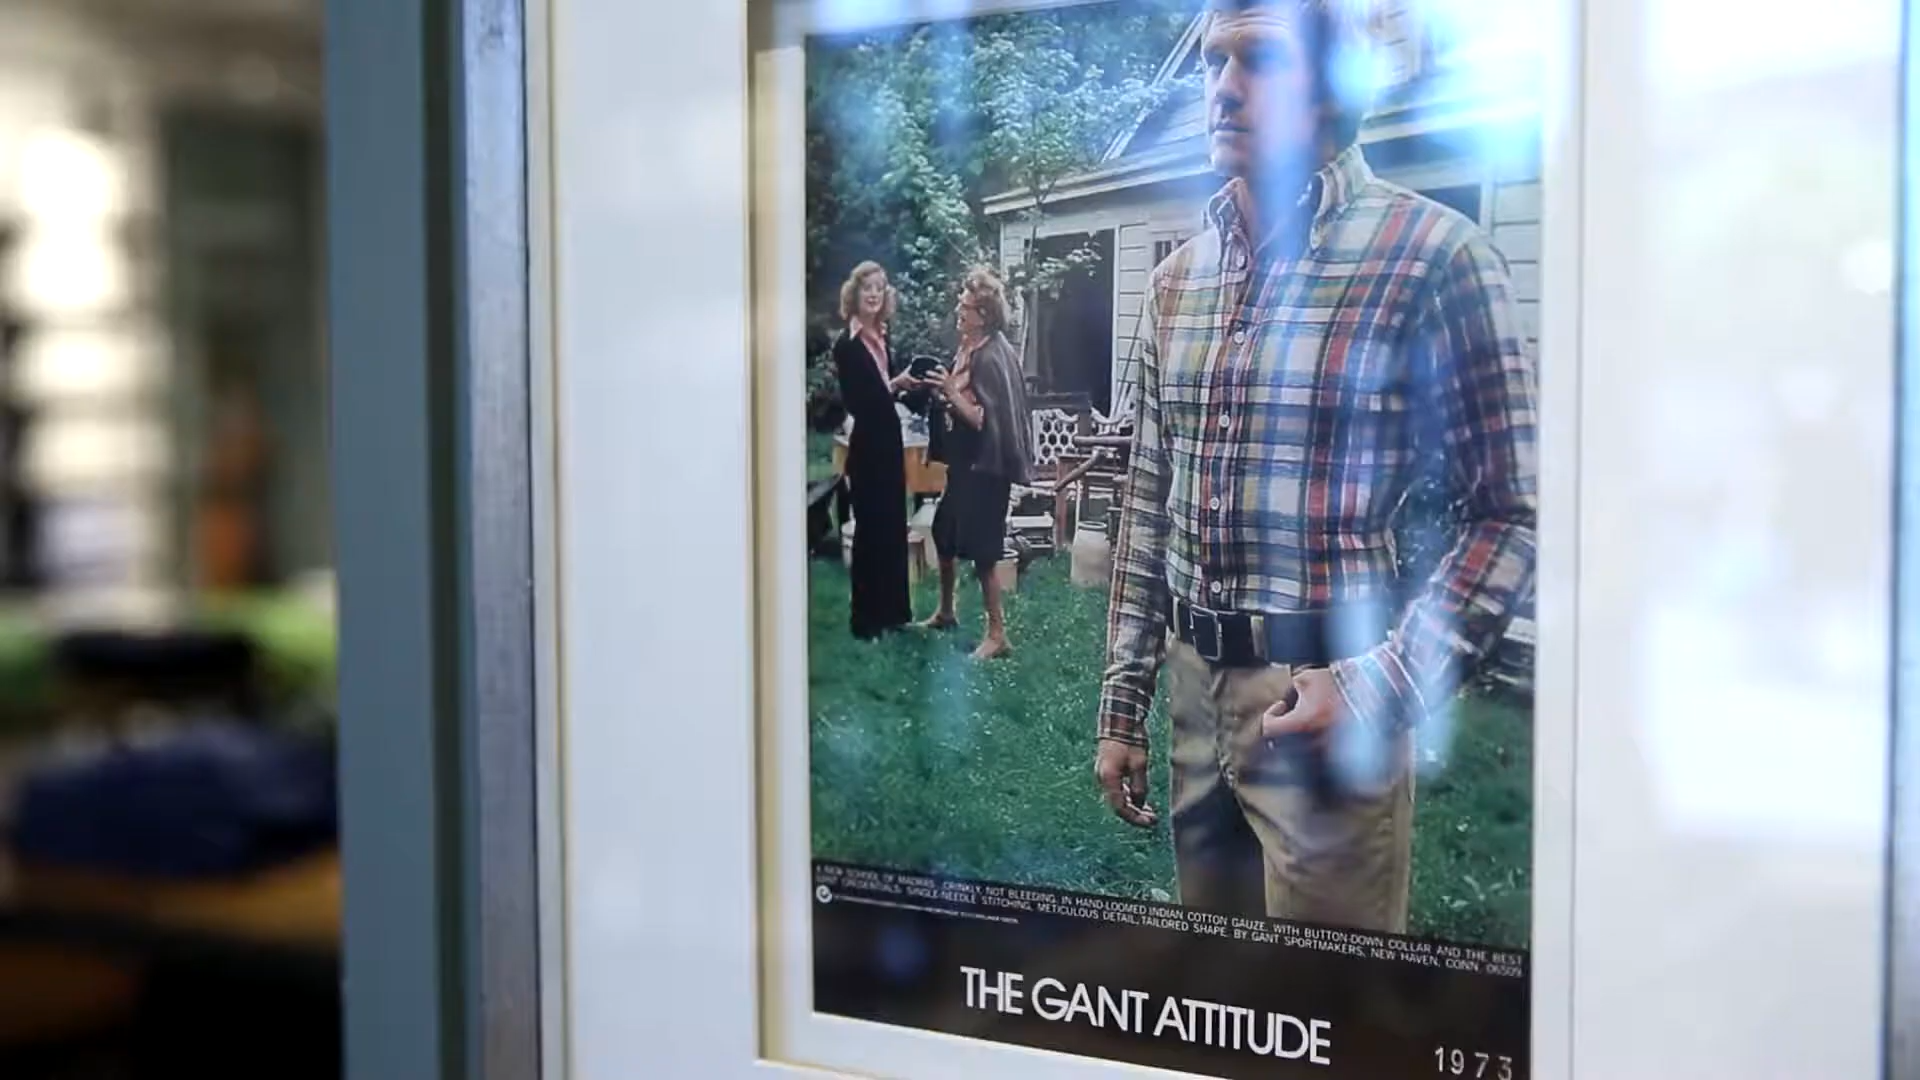 A NEW SCHOOL OF MADRAS. CRINKLY, NOT BLEEDING. IN HAND-LOOMED INDIAN COTTON GAUZE. WITH BUTTON-DOWN COLLAR AND THE BEST
GANT CREDENTIALS. SINGLE-NEEDLE STITCHING, METICULOUS DETAIL, TAILORED SHAPE. BY GANT SPORTMAKERS, NEW HAVEN, CONN. 06509
THE GANT ATTITUDE
1973